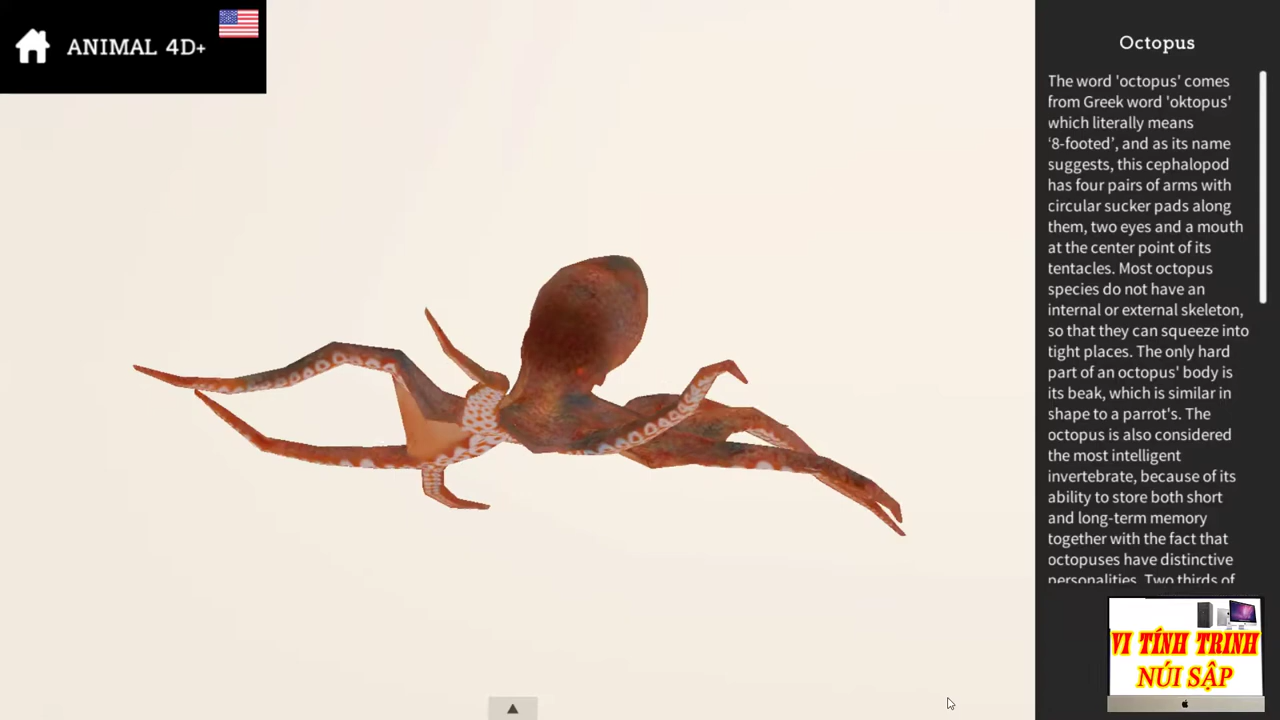 ANIMAL 4D+
Octopus
The word 'octopus' comes
from Greek word 'oktopus'
which literally means
‘8-footed’, and as its name
suggests, this cephalopod
has four pairs of arms with
circular sucker pads along
them, two eyes and a mouth
at the center point of its
tentacles. Most octopus
species do not have an
internal or external skeleton,
so that they can squeeze into
tight places. The only hard
part of an octopus' body is
its beak, which is similar in
shape to a parrot's. The
octopus is also considered
the most intelligent
invertebrate, because of its
ability to store both short
and long-term memory
together with the fact that
octopuses have distinctive
personalities. Two thirds of
VI TÍNH TRINH
NÚI SẬP